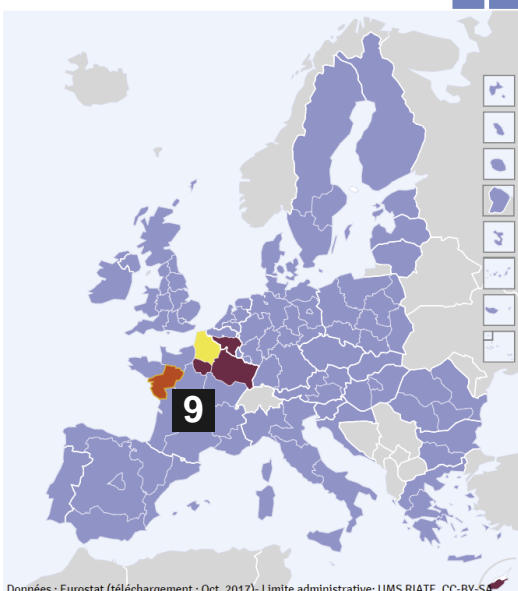 9
Données : Eurostat (téléchargement : Oct. 2017)- Limite administrative: UMS RIATE, CC-BY-SA